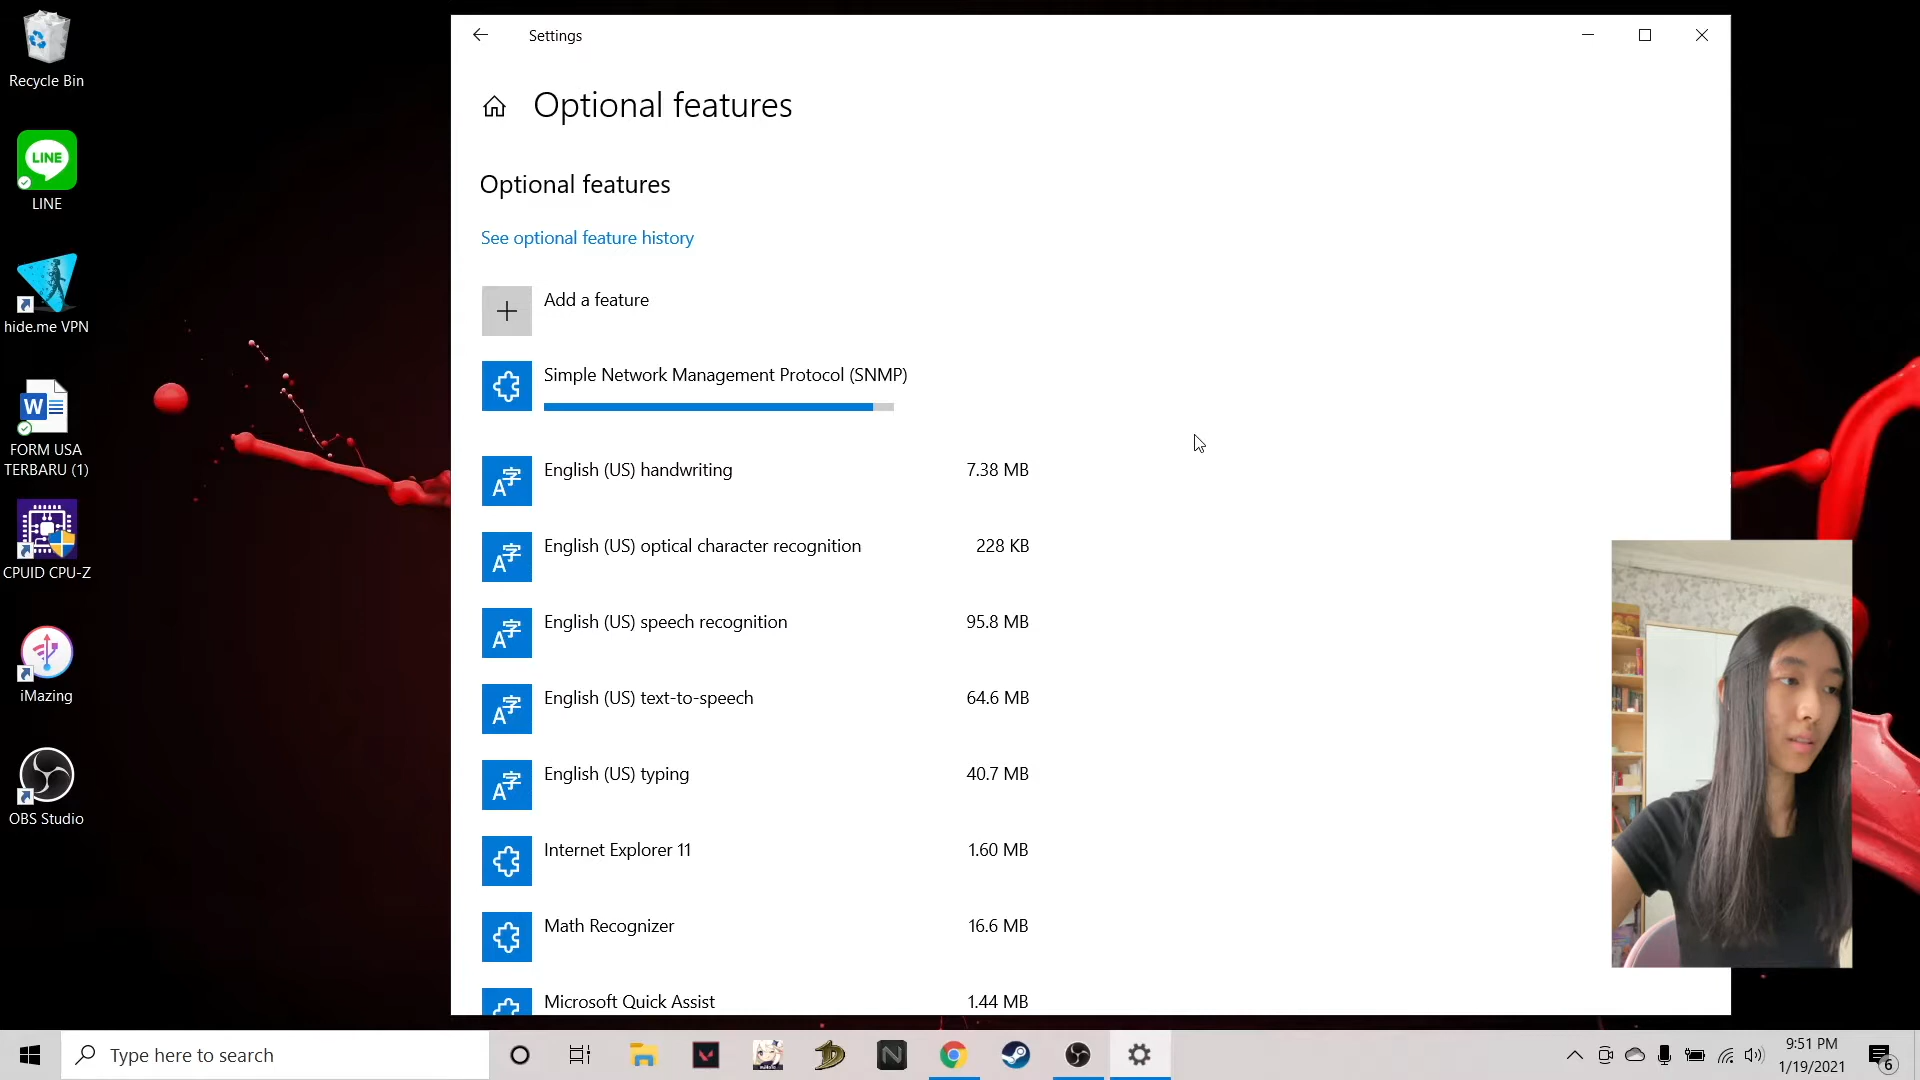 Recycle Bin
LINE
LINE
hide.me VPN
W
FORM USA
TERBARU (1)
CPUID CPU-Z
iMazing
OBS Studio
Settings
Optional features
Optional features
See optional feature history
Add a feature
Simple Network Management Protocol (SNMP)
English (US) handwriting 7.38 MB
English (US) optical character recognition 228 KB
English (US) speech recognition 95.8 MB
English (US) text-to-speech 64.6 MB
English (US) typing 40.7 MB
Internet Explorer 11 1.60 MB
Math Recognizer 16.6 MB
Microsoft Quick Assist 1.44 MB
Type here to search
9:51 PM
1/19/2021
6